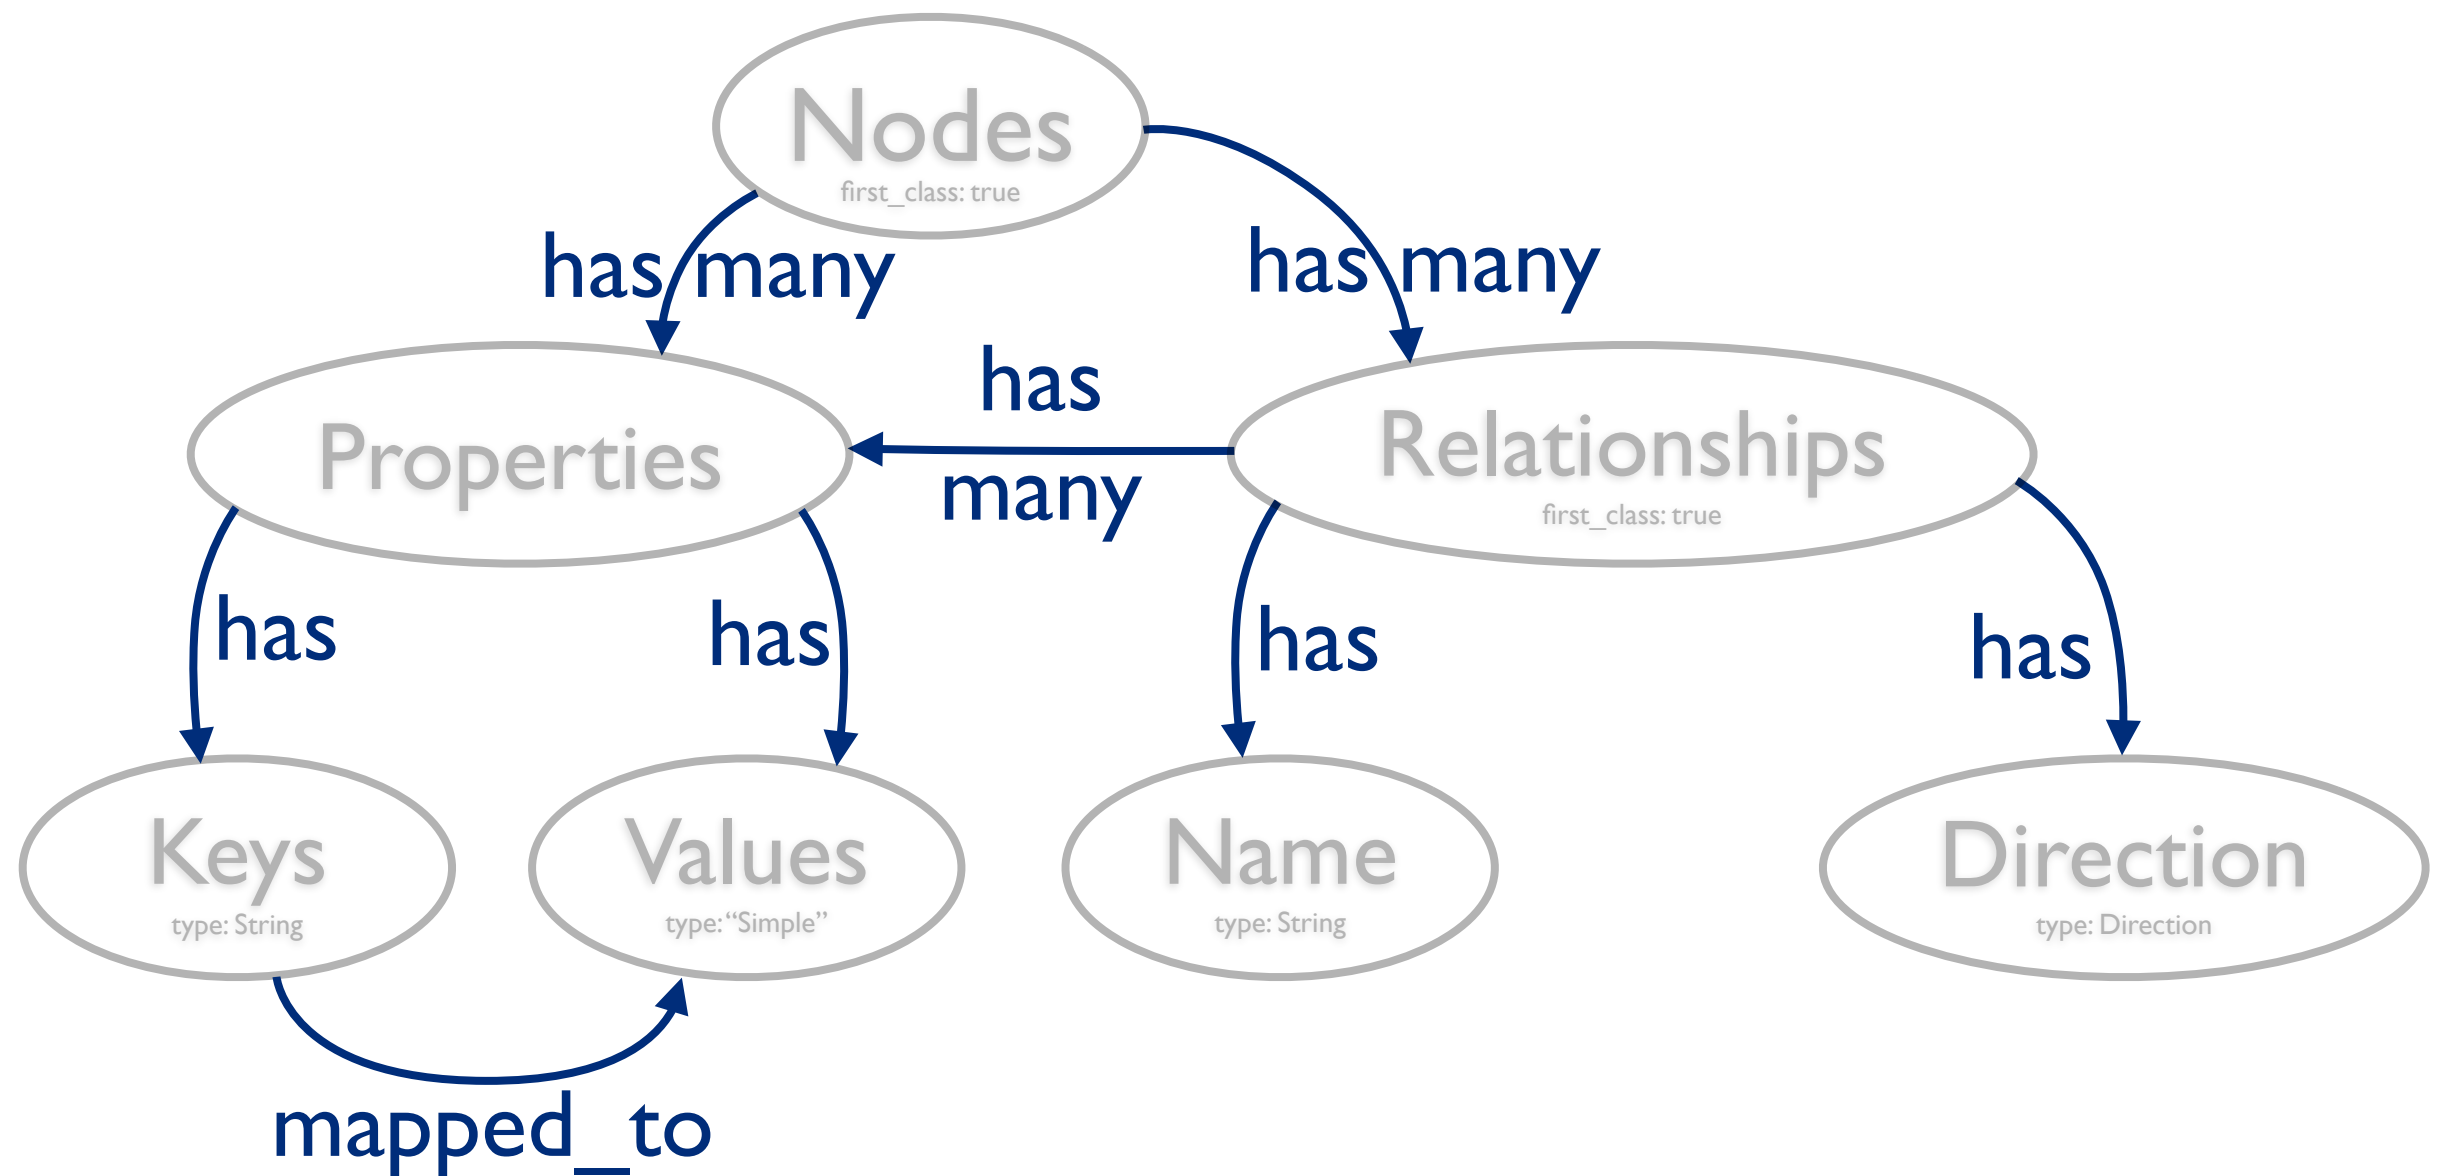 Nodes
first_class: true
has many
has many
has
many
Properties
Relationships
first_class: true
has
has
has
has
Keys
type: String
Values
type: “Simple”
Name
type: String
Direction
type: Direction
mapped_to